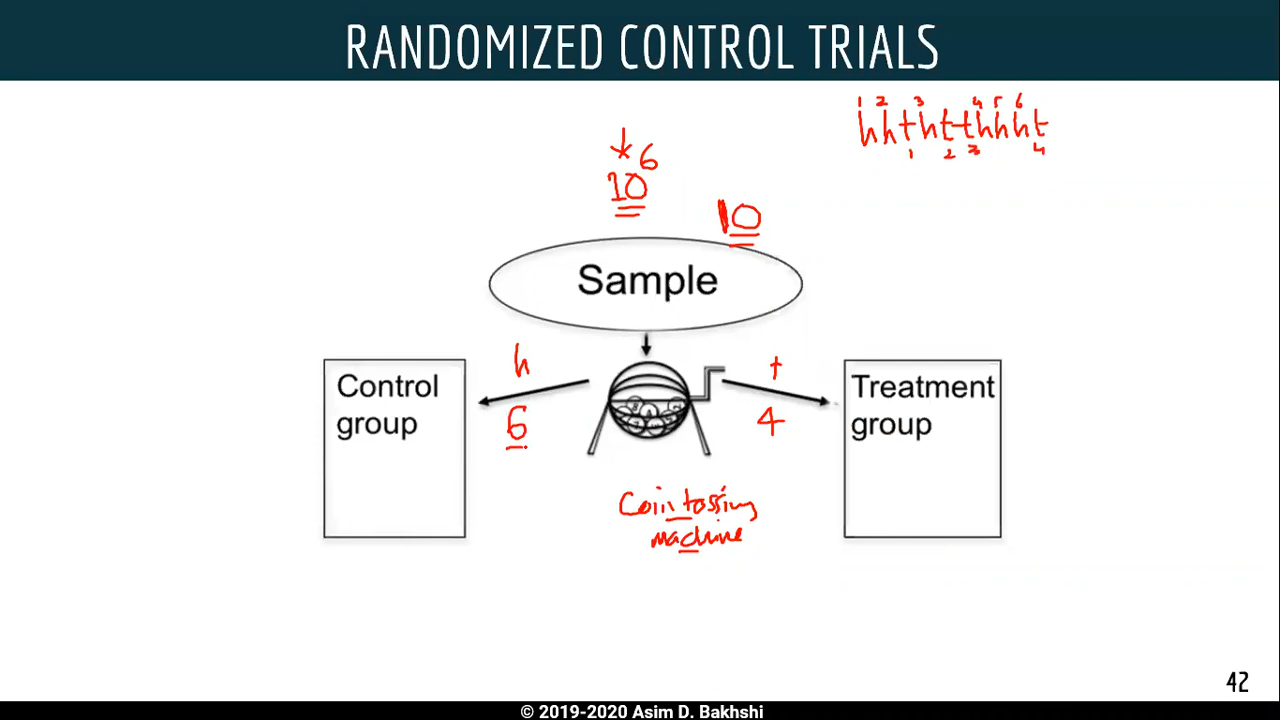 RANDOMIZED CONTROL TRIALS
1 2 3 4 5 6
h h t h t t h h h t
1 2 3 4
6
10
10
Sample
h
t
Control
group
Treatment
group
6
4
Coin tossing
machine
42
© 2019-2020 Asim D. Bakhshi